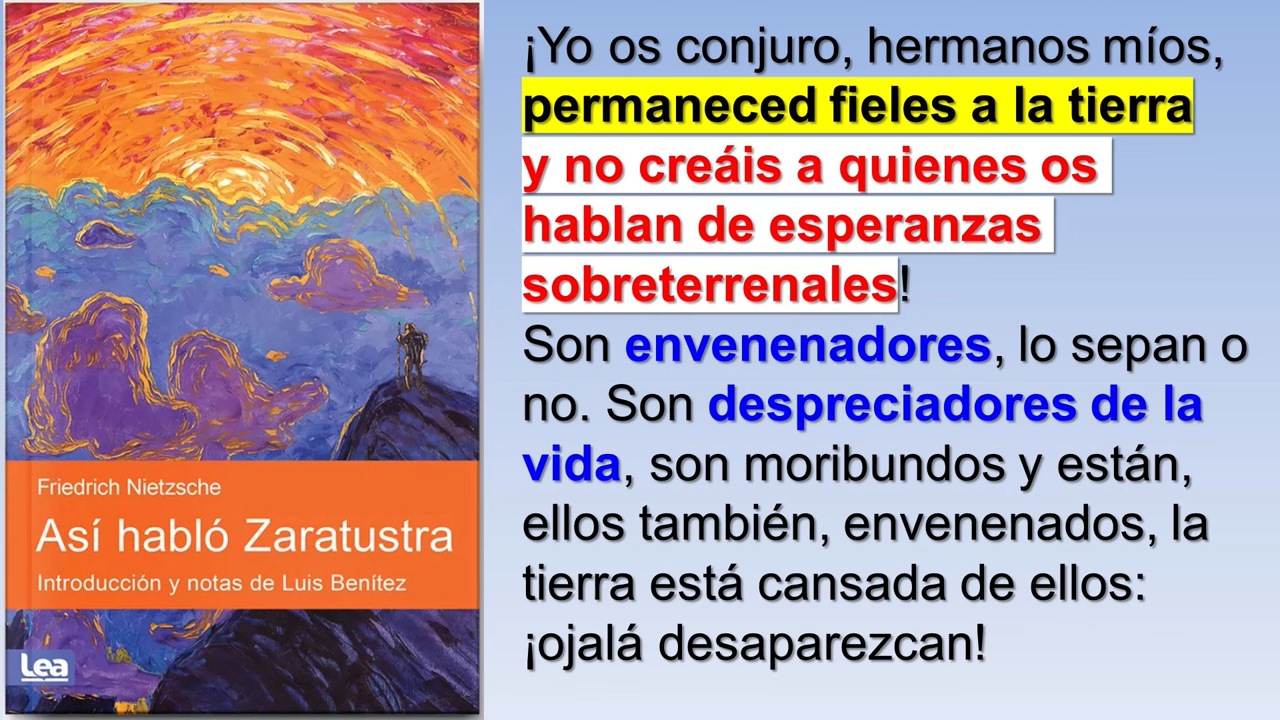 Friedrich Nietzsche
Así habló Zaratustra
Introducción y notas de Luis Benítez
Lea
¡Yo os conjuro, hermanos míos,
permaneced fieles a la tierra
y no creáis a quienes os
hablan de esperanzas
sobreterrenales!
Son envenenadores, lo sepan o
no. Son despreciadores de la
vida, son moribundos y están,
ellos también, envenenados, la
tierra está cansada de ellos:
¡ojalá desaparezcan!